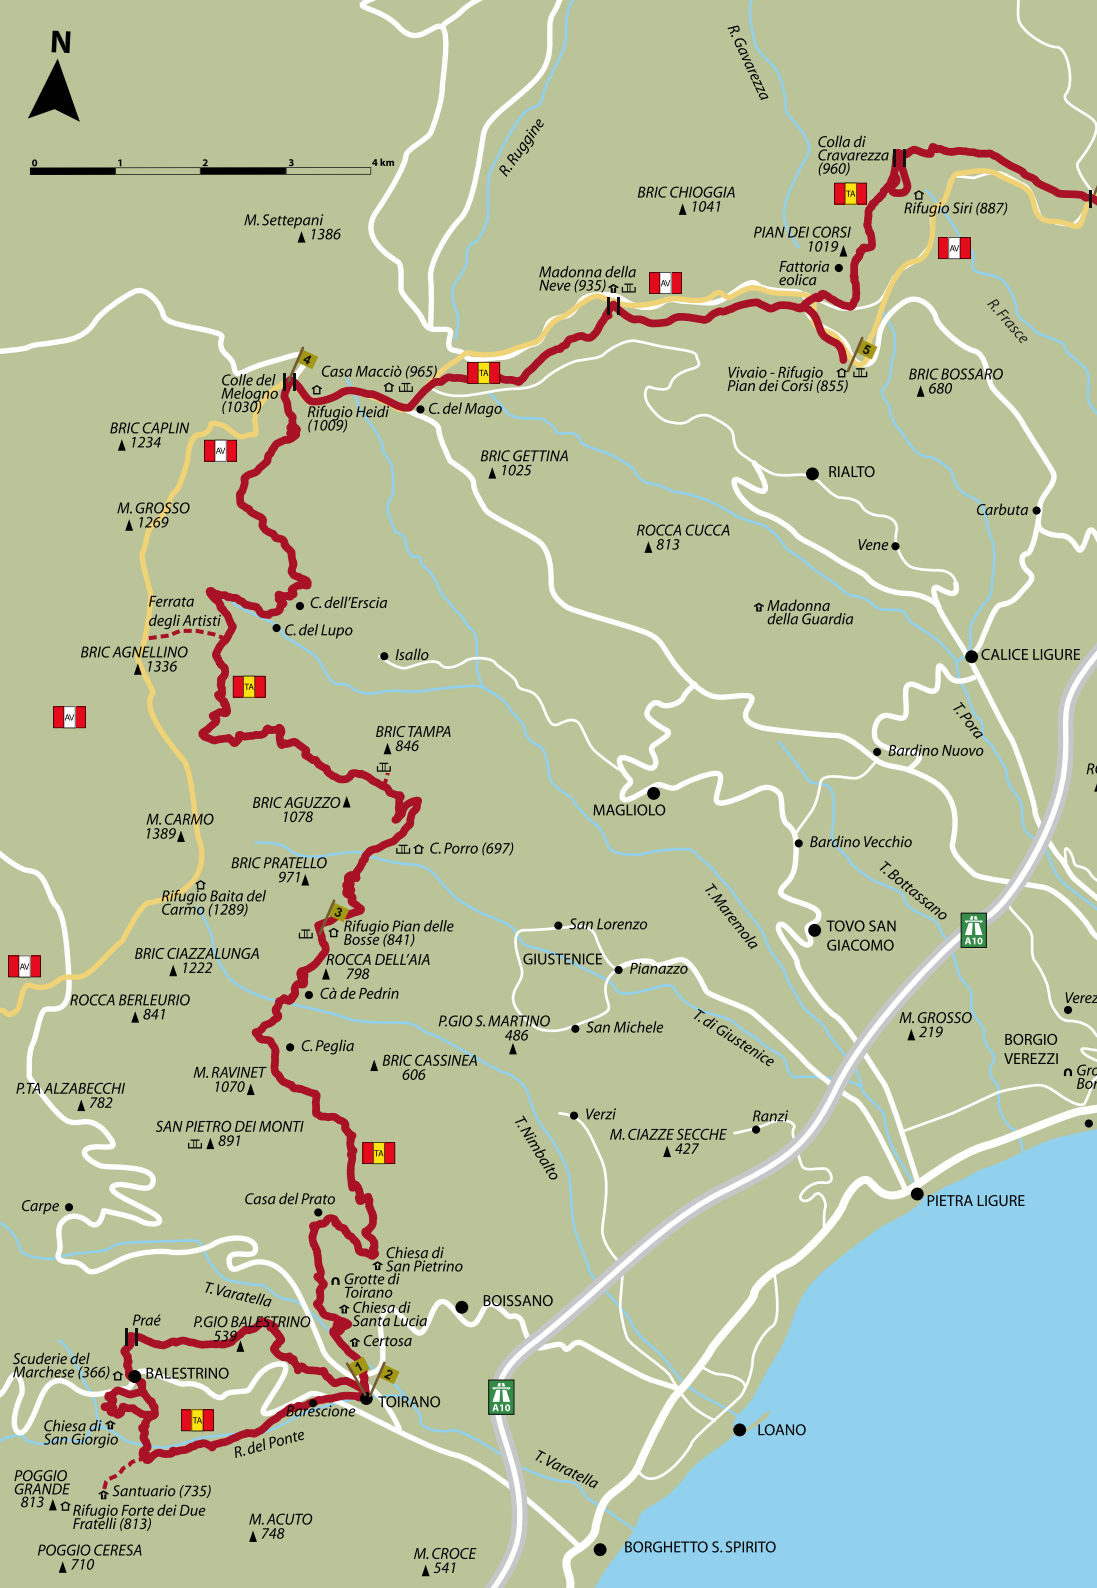 N
0 1 2 3 4 km
R. Gavarezza
R. Ruggine
Colla di
Cravarezza
(960)
TA
BRIC CHIOGGIA
1041
Rifugio Siri (887)
M. Settepani
1386
PIAN DEI CORSI
1019
AV
Fattoria
eolica
Madonna della
Neve (935)
AV
R. Frasce
5
4
Casa Macciò (965)
TA
Vivaio - Rifugio
Pian dei Corsi (855)
BRIC BOSSARO
680
Colle del
Melogno
(1030)
Rifugio Heidi
(1009)
C. del Mago
BRIC CAPLIN
1234
AV
BRIC GETTINA
1025
RIALTO
M. GROSSO
1269
Carbuta
ROCCA CUCCA
813
Vene
Ferrata
degli Artisti
C. dell'Erscia
C. del Lupo
Madonna
della Guardia
BRIC AGNELLINO
1336
Isallo
CALICE LIGURE
TA
AV
T. Pora
BRIC TAMPA
846
Bardino Nuovo
BRIC AGUZZO
1078
MAGLIOLO
M. CARMO
1389
C. Porro (697)
Bardino Vecchio
BRIC PRATELLO
971
T. Bottassano
Rifugio Baita del
Carmo (1289)
T. Maremola
3
Rifugio Pian delle
Bosse (841)
San Lorenzo
TOVO SAN
GIACOMO
A10
BRIC CIAZZALUNGA
1222
ROCCA DELL'AIA
798
GIUSTENICE
Pianazzo
AV
ROCCA BERLEURIO
841
Cà de Pedrin
P.GIO S. MARTINO
486
San Michele
T. di Giustenice
M. GROSSO
219
BORGIO
VEREZZI
C. Peglia
BRIC CASSINEA
606
M. RAVINET
1070
P.TA ALZABECCHI
782
SAN PIETRO DEI MONTI
891
TA
T. Nimbalto
Verzi
Ranzi
M. CIAZZE SECCHE
427
Carpe
Casa del Prato
PIETRA LIGURE
Chiesa di
San Pietrino
Grotte di
Toirano
T. Varatella
Chiesa di
Santa Lucia
BOISSANO
Praé
P.GIO BALESTRINO
539
Certosa
Scuderie del
Marchese (366)
BALESTRINO
1
2
TOIRANO
A10
Barescione
TA
Chiesa di
San Giorgio
LOANO
R. del Ponte
T. Varatella
POGGIO
GRANDE
813
Santuario (735)
Rifugio Forte dei Due
Fratelli (813)
M. ACUTO
748
POGGIO CERESA
710
M. CROCE
541
BORGHETTO S. SPIRITO